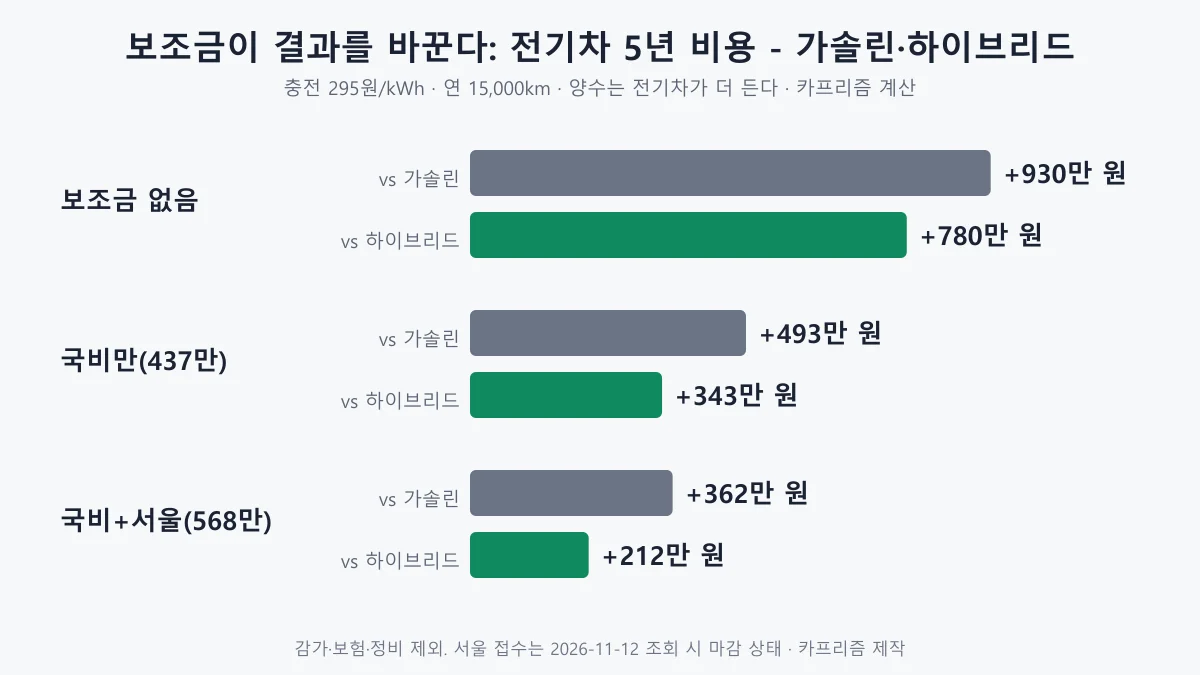 보조금이 결과를 바꾼다: 전기차 5년 비용 - 가솔린·하이브리드
충전 295원/kWh · 연 15,000km · 양수는 전기차가 더 든다 · 카프리즘 계산
보조금 없음
vs 가솔린
+930만 원
vs 하이브리드
+780만 원
국비만(437만)
vs 가솔린
+493만 원
vs 하이브리드
+343만 원
국비+서울(568만)
vs 가솔린
+362만 원
vs 하이브리드
+212만 원
감가·보험·정비 제외. 서울 접수는 2026-11-12 조회 시 마감 상태 · 카프리즘 제작